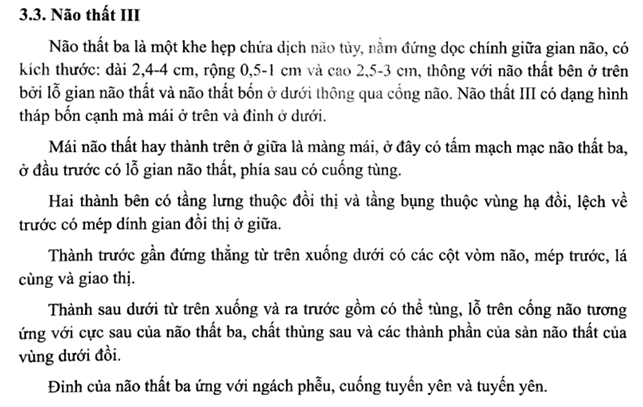 3.3. Não thất III
Não thất ba là một khe hẹp chứa dịch não tủy, nằm đứng dọc chính giữa gian não, có
kích thước: dài 2,4-4 cm, rộng 0,5-1 cm và cao 2,5-3 cm, thông với não thất bên ở trên
bởi lỗ gian não thất và não thất bốn ở dưới thông qua cống não. Não thất III có dạng hình
tháp bốn cạnh mà mái ở trên và đỉnh ở dưới.
Mái não thất hay thành trên ở giữa là màng mái, ở đây có tấm mạch mạc não thất ba,
ở đầu trước có lỗ gian não thất, phía sau có cuống tùng.
Hai thành bên có tầng lưng thuộc đồi thị và tầng bụng thuộc vùng hạ đồi, lệch về
trước có mép dính gian đồi thị ở giữa.
Thành trước gần đứng thẳng từ trên xuống dưới có các cột vòm não, mép trước, lá
cùng và giao thị.
Thành sau dưới từ trên xuống và ra trước gồm có thể tùng, lỗ trên cống não tương
ứng với cực sau của não thất ba, chất thủng sau và các thành phần của sàn não thất của
vùng dưới đồi.
Đỉnh của não thất ba ứng với ngách phễu, cuống tuyến yên và tuyến yên.